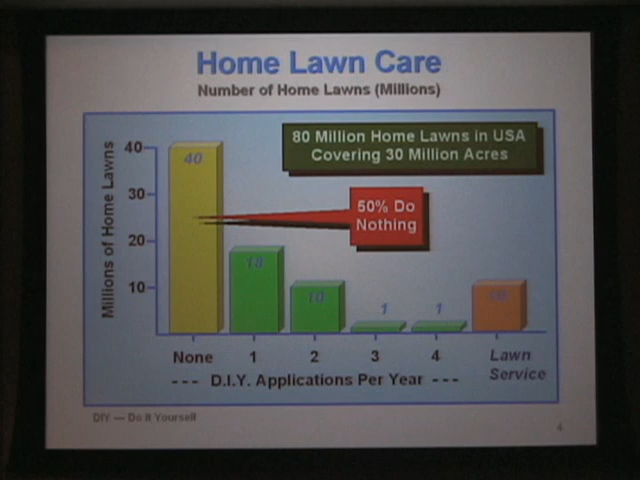 Home Lawn Care
Number of Home Lawns (Millions)
80 Million Home Lawns in USA
Covering 30 Million Acres
50% Do
Nothing
Millions of Home Lawns
40
30
20
10
40
18
10
1
1
10
None 1 2 3 4 Lawn
Service
--- D.I.Y. Applications Per Year ---
DIY — Do It Yourself
4